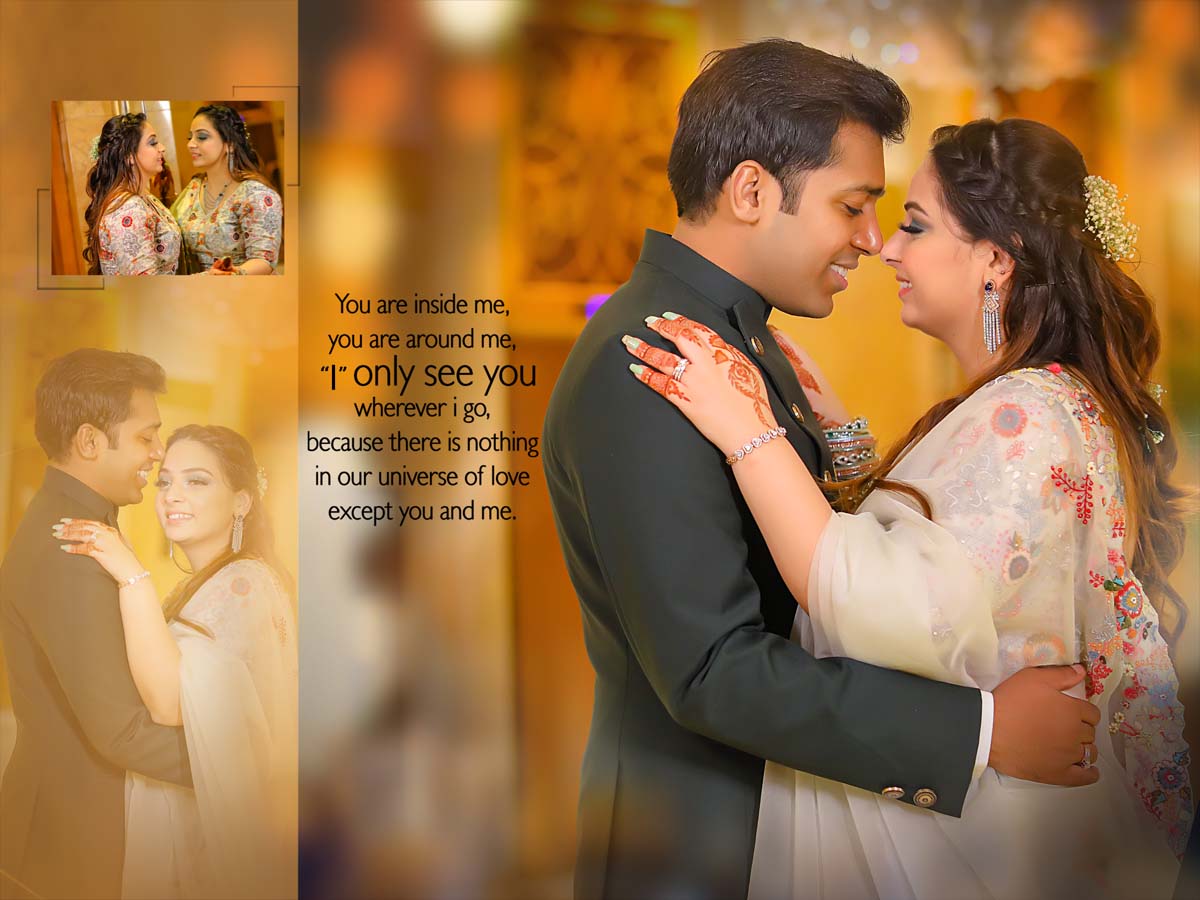 You are inside me,
you are around me,
“I” only see you
wherever i go,
because there is nothing
in our universe of love
except you and me.